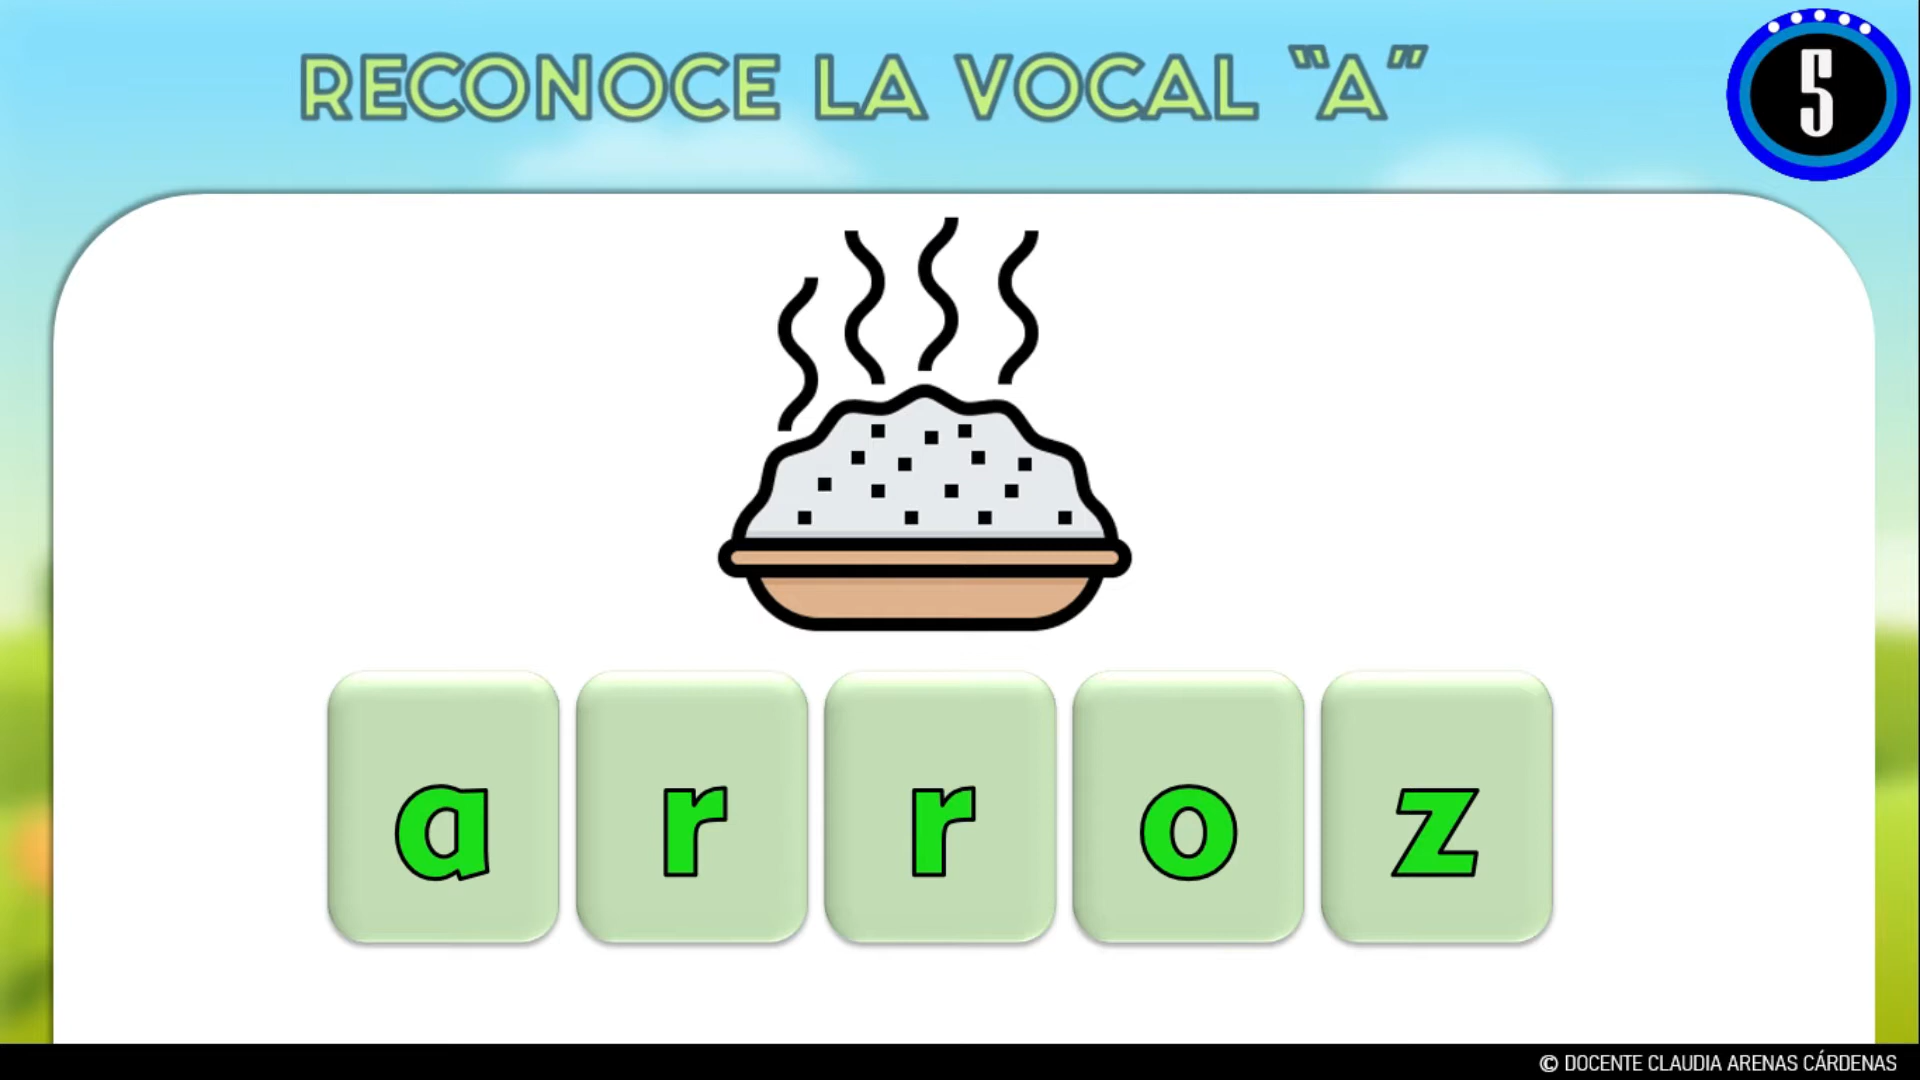 RECONOCE LA VOCAL “A”
5
a r r o z
© DOCENTE CLAUDIA ARENAS CÁRDENAS